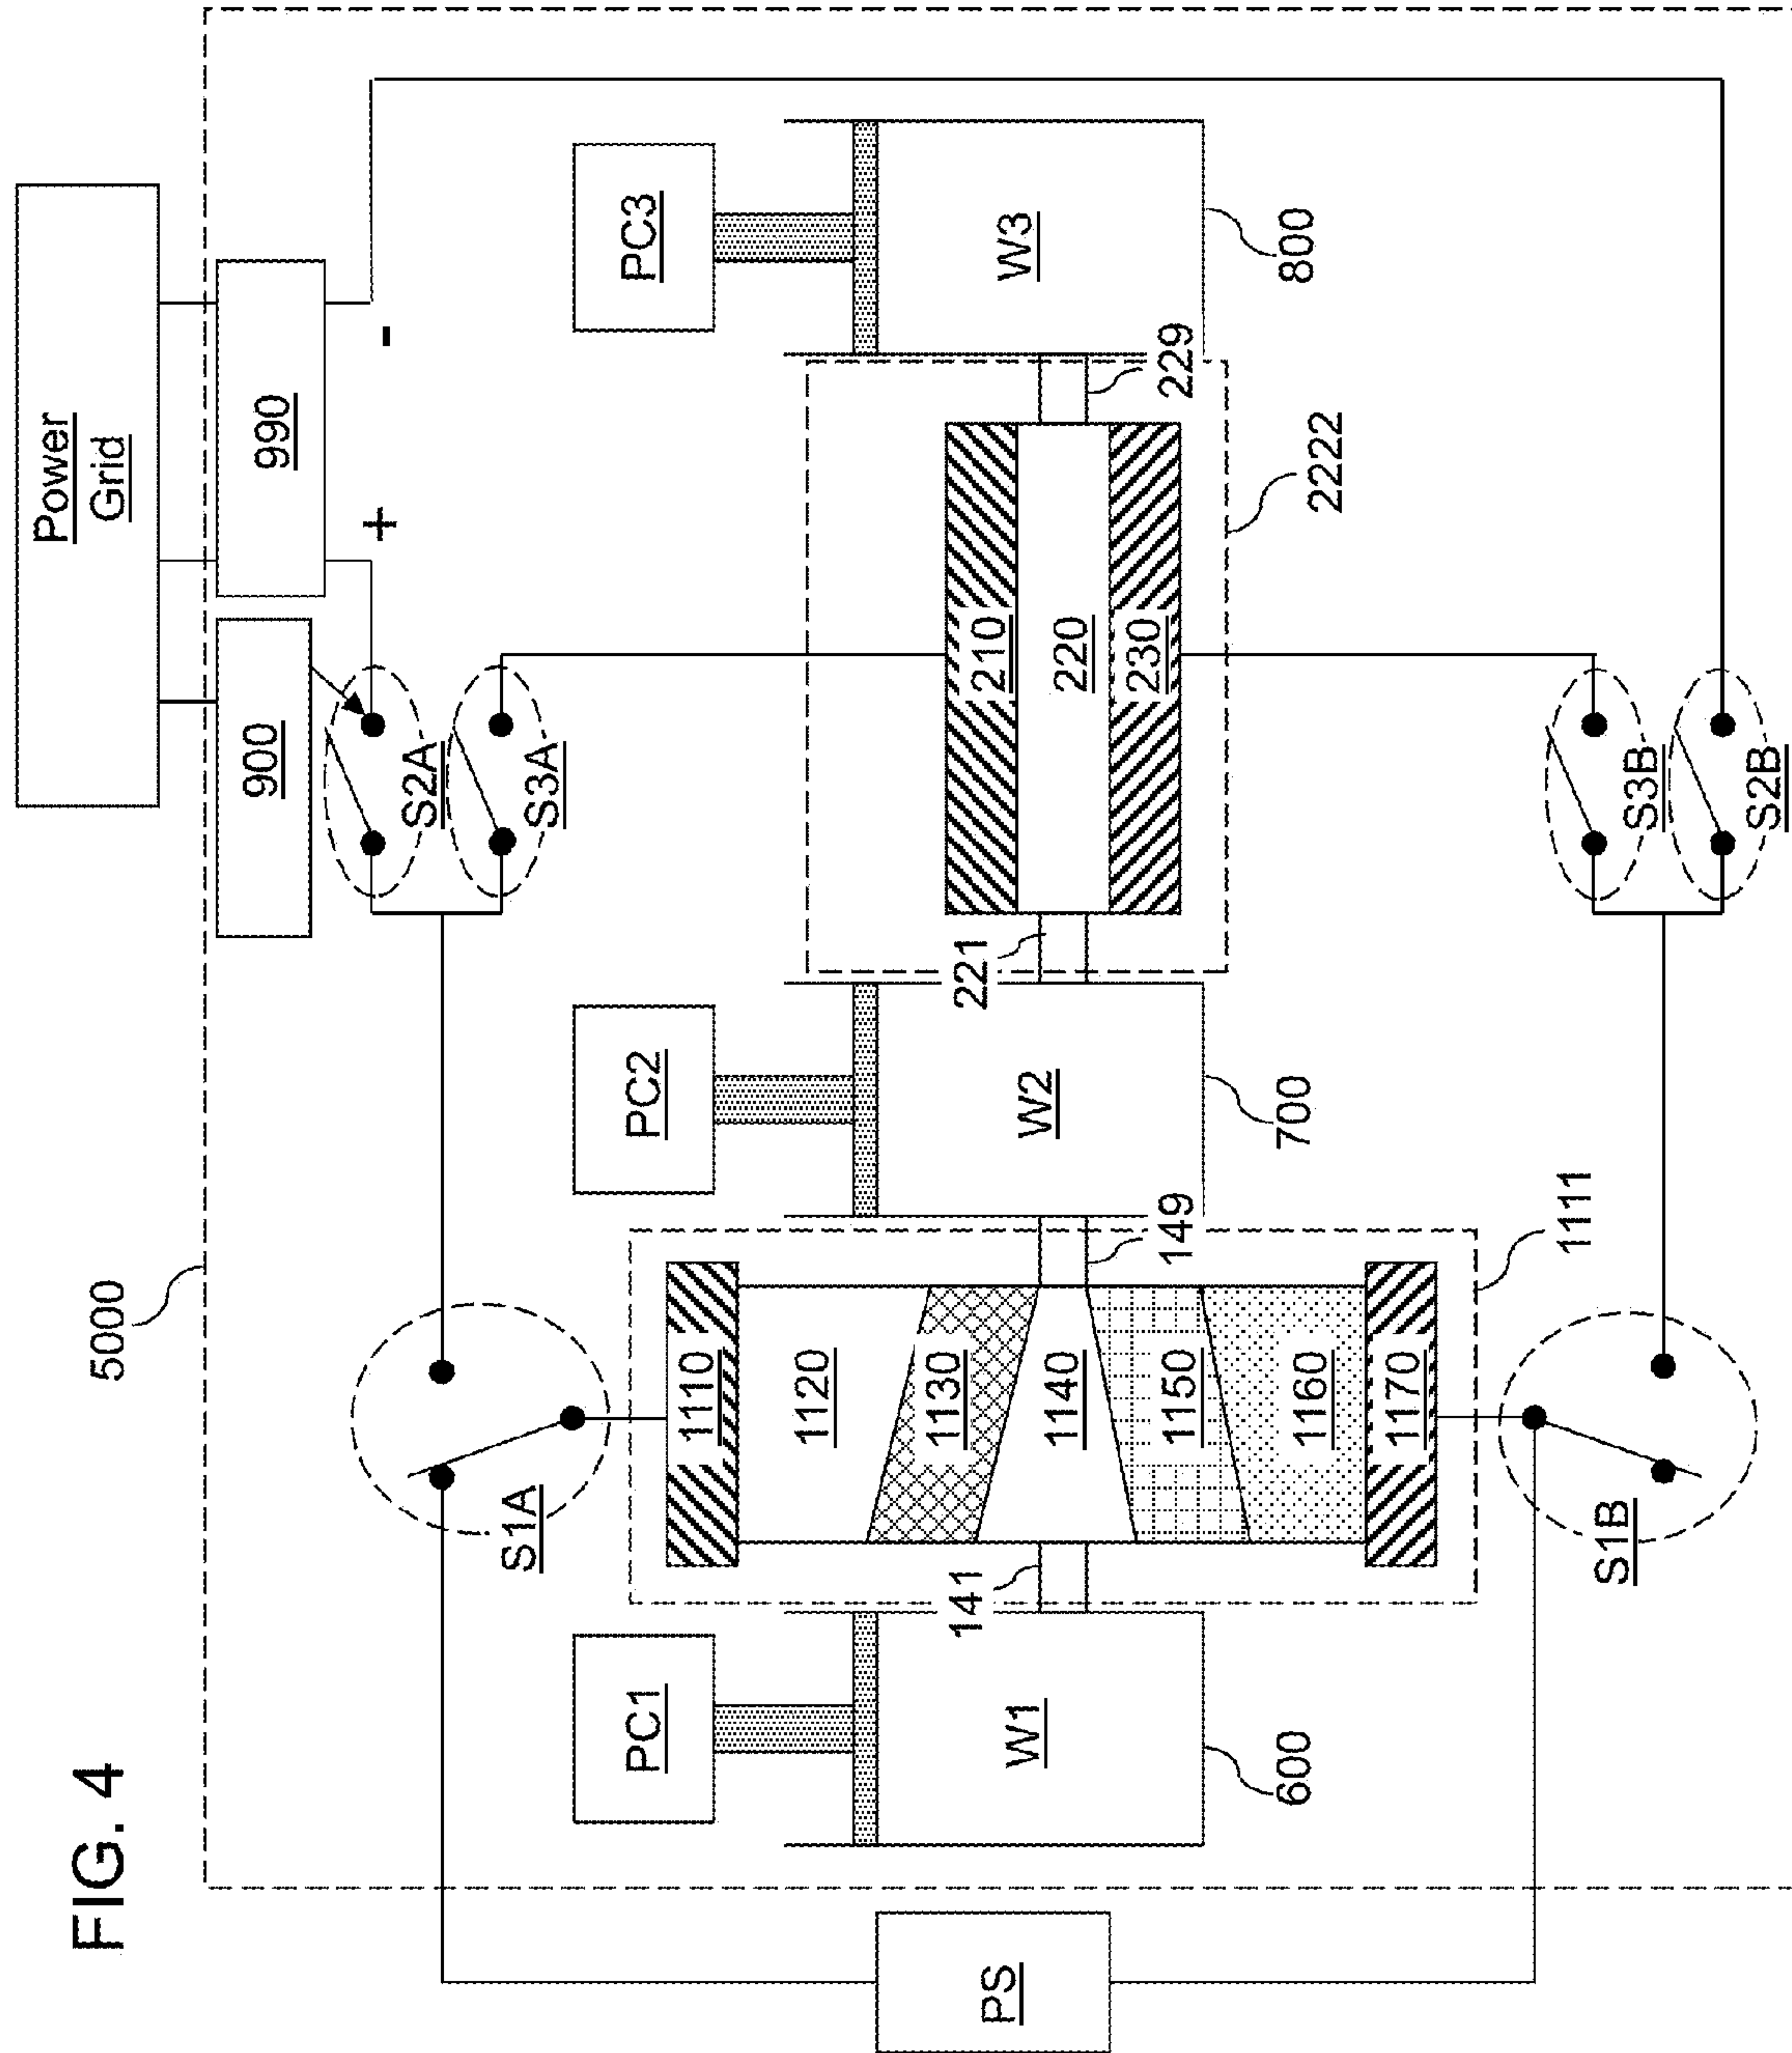 FIG. 4
5000
Power
Grid
900
990
+
-
S1A
S2A
S3A
PC1
PC2
PC3
1110
1120
1130
1140
1150
1160
1170
141
149
W1
W2
W3
221
229
210
220
230
600
700
800
1111
2222
PS
S1B
S3B
S2B